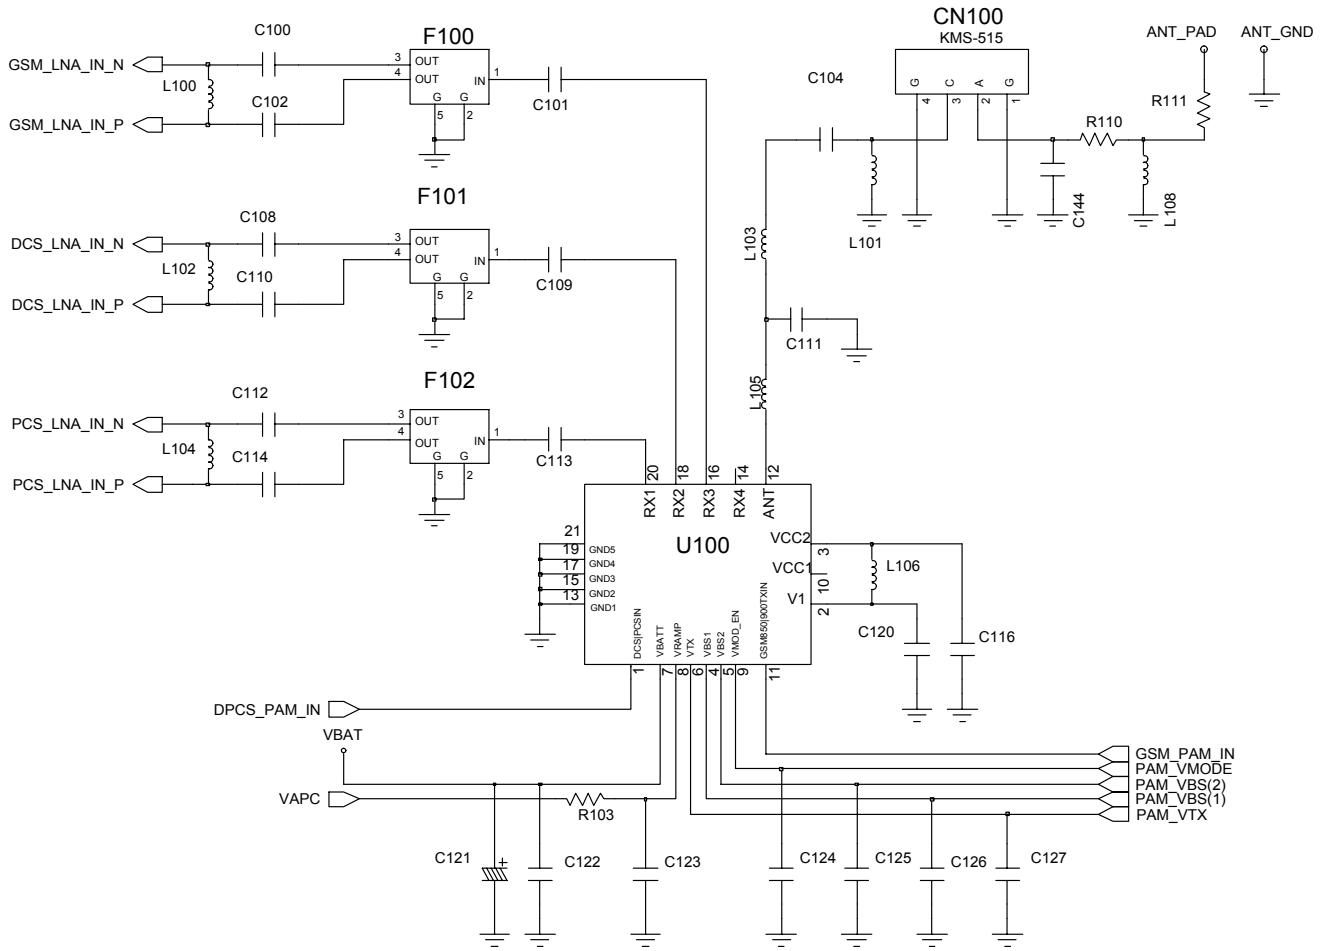 CN100
KMS-515
ANT_PAD
ANT_GND
C100
F100
GSM_LNA_IN_N
3
OUT
4
OUT
IN
1
G
G
5
2
L100
C102
C101
GSM_LNA_IN_P
C104
G
C
A
G
4
3
2
1
R111
R110
L101
C144
L108
F101
C108
DCS_LNA_IN_N
3
OUT
4
OUT
IN
1
G
G
5
2
L102
C110
C109
DCS_LNA_IN_P
L103
C111
F102
C112
PCS_LNA_IN_N
3
OUT
4
OUT
IN
1
G
G
5
2
L104
C114
C113
PCS_LNA_IN_P
L105
20
18
16
14
12
RX1
RX2
RX3
RX4
ANT
U100
21
GND5
19
GND4
17
GND3
15
GND2
13
GND1
VCC2
3
VCC1
10
V1
2
L106
C120
C116
DCS|PCSIN
VBATT
VRAMP
VTX
VBS1
VBS2
VMOD_EN
GSM850|900TXIN
1
7
8
6
4
5
9
11
DPCS_PAM_IN
VBAT
VAPC
R103
GSM_PAM_IN
PAM_VMODE
PAM_VBS(2)
PAM_VBS(1)
PAM_VTX
C121
+
C122
C123
C124
C125
C126
C127